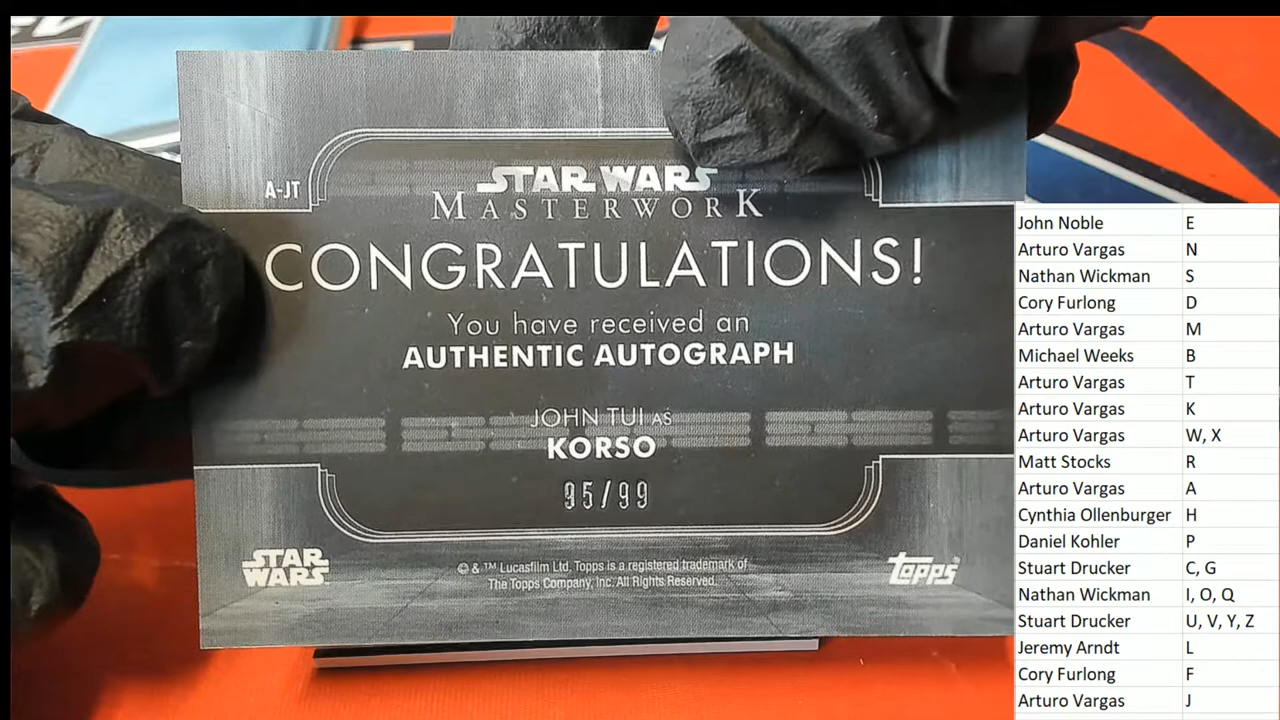 A-JT
STAR WARS
MASTERWORK
CONGRATULATIONS!
You have received an
AUTHENTIC AUTOGRAPH
JOHN TUI AS
KORSO
95/99
STAR
WARS
© & ™ Lucasfilm Ltd. Topps is a registered trademark of
The Topps Company, Inc. All Rights Reserved.
topps
John Noble E
Arturo Vargas N
Nathan Wickman S
Cory Furlong D
Arturo Vargas M
Michael Weeks B
Arturo Vargas T
Arturo Vargas K
Arturo Vargas W, X
Matt Stocks R
Arturo Vargas A
Cynthia Ollenburger H
Daniel Kohler P
Stuart Drucker C, G
Nathan Wickman I, O, Q
Stuart Drucker U, V, Y, Z
Jeremy Arndt L
Cory Furlong F
Arturo Vargas J